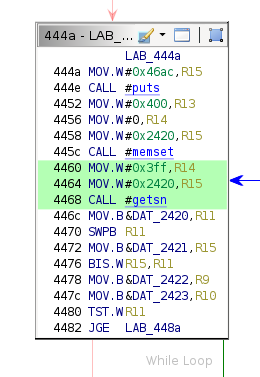 444a - LAB_...
LAB_444a
444a MOV.W #0x46ac,R15
444e CALL #puts
4452 MOV.W #0x400,R13
4456 MOV.W #0,R14
4458 MOV.W #0x2420,R15
445c CALL #memset
4460 MOV.W #0x3ff,R14
4464 MOV.W #0x2420,R15
4468 CALL #getsn
446c MOV.B &DAT_2420,R11
4470 SWPB R11
4472 MOV.B &DAT_2421,R15
4476 BIS.W R15,R11
4478 MOV.B &DAT_2422,R9
447c MOV.B &DAT_2423,R10
4480 TST.W R11
4482 JGE LAB_448a
While Loop